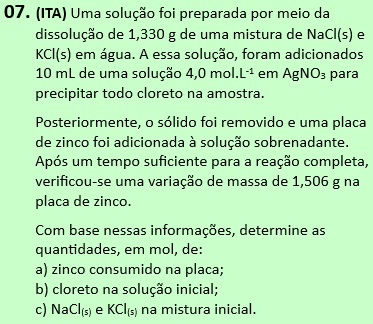 07. (ITA) Uma solução foi preparada por meio da
dissolução de 1,330 g de uma mistura de NaCl(s) e
KCl(s) em água. A essa solução, foram adicionados
10 mL de uma solução 4,0 mol.L⁻¹ em AgNO₃ para
precipitar todo cloreto na amostra.
Posteriormente, o sólido foi removido e uma placa
de zinco foi adicionada à solução sobrenadante.
Após um tempo suficiente para a reação completa,
verificou-se uma variação de massa de 1,506 g na
placa de zinco.
Com base nessas informações, determine as
quantidades, em mol, de:
a) zinco consumido na placa;
b) cloreto na solução inicial;
c) NaCl(s) e KCl(s) na mistura inicial.